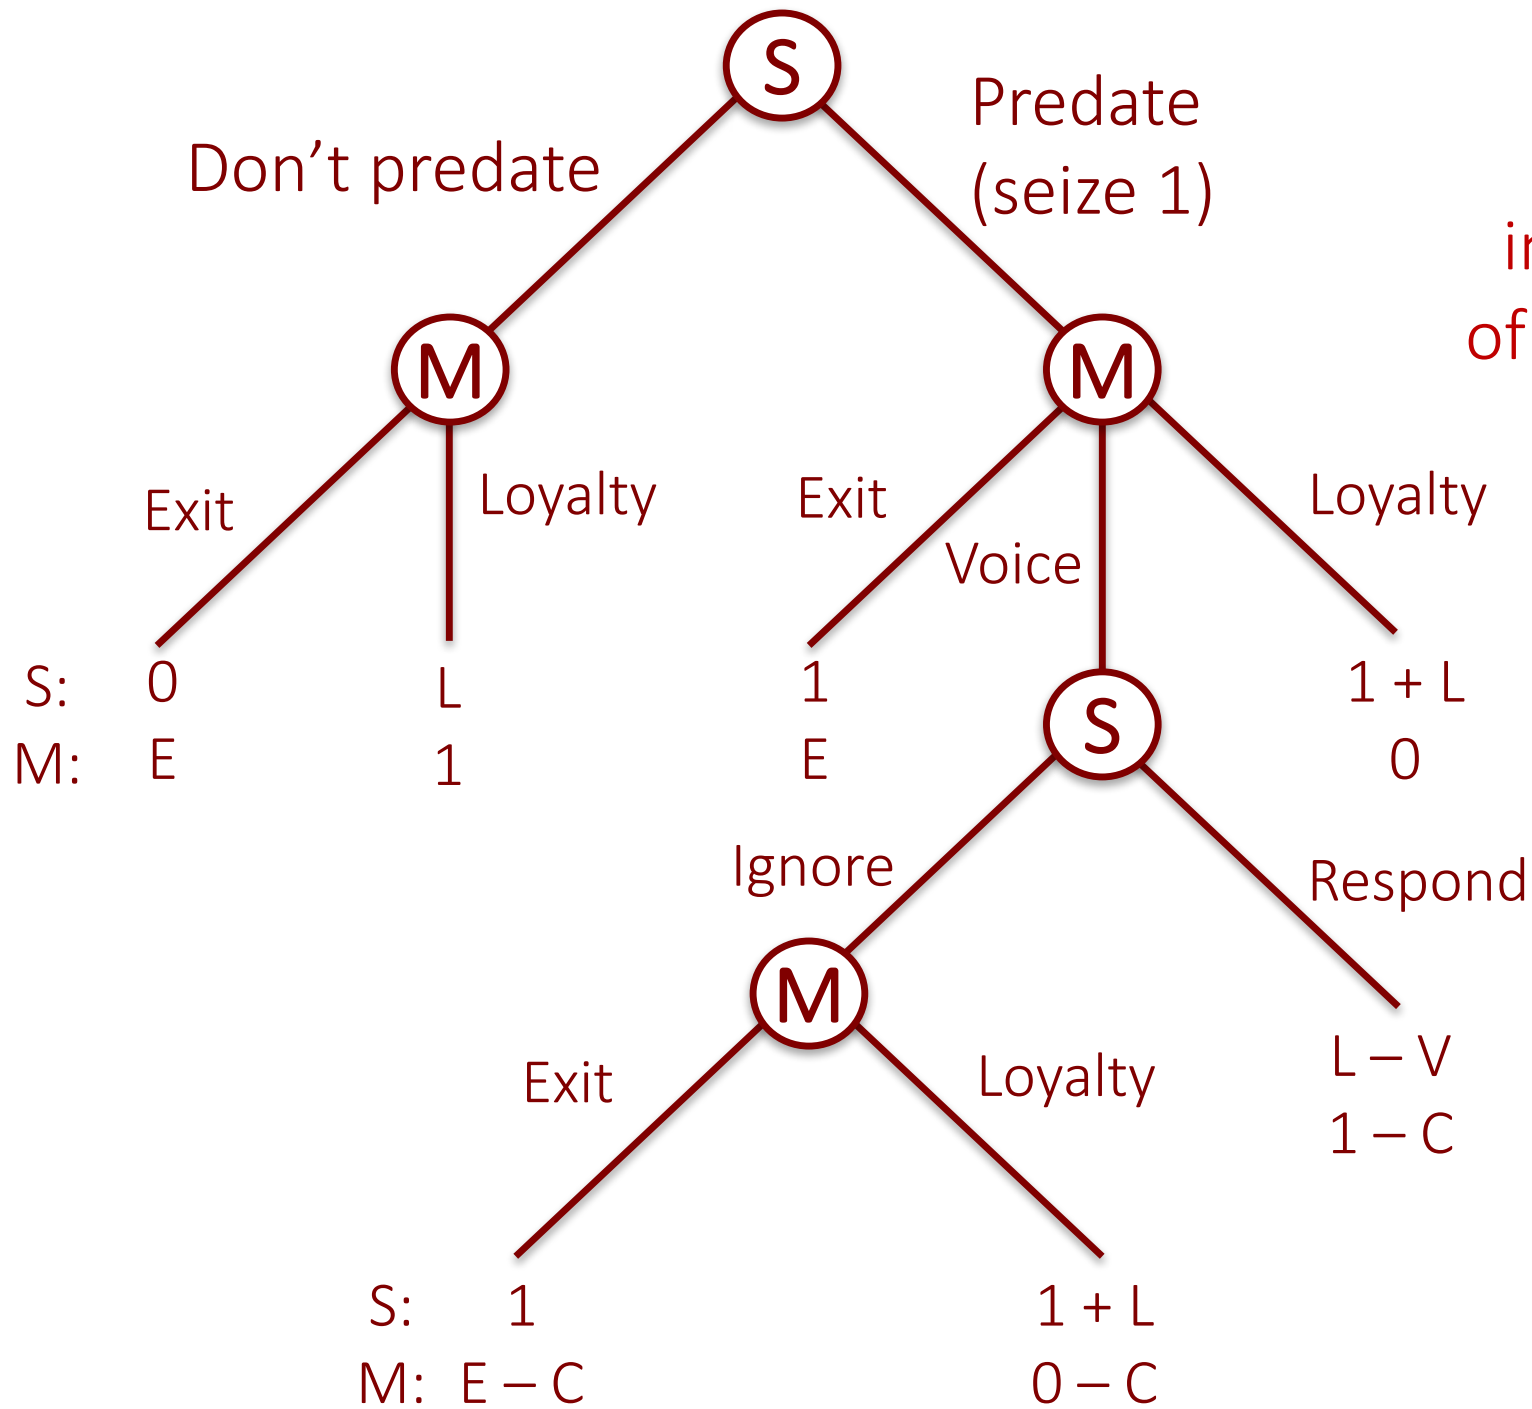 S
Predate
(seize 1)
Don’t predate
of
M
M
Exit
Loyalty
Exit
Loyalty
Voice
S: 0 L 1 1 + L
M: E 1 E 0
S
Ignore
Respond
M
L – V
1 – C
Exit
Loyalty
S: 1 1 + L
M: E – C 0 – C